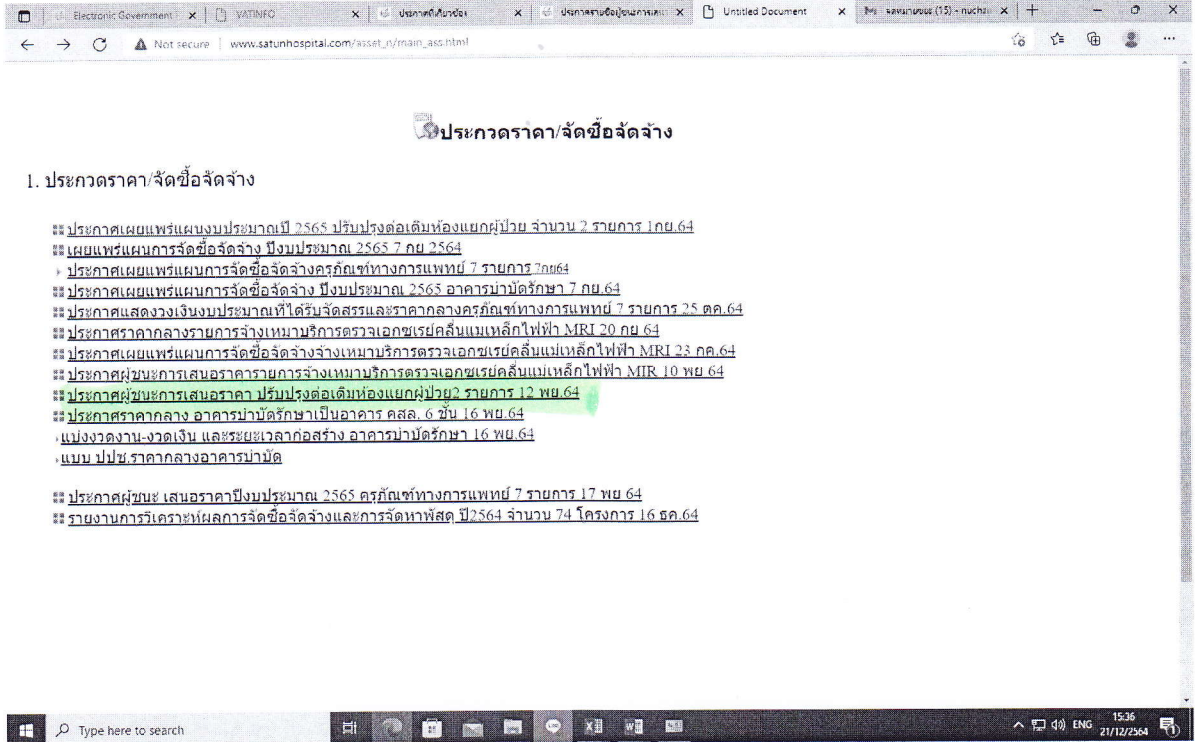 Electronic Government
VATINFO
ประกาศที่เกี่ยวข้อง
Untitled Document
(15) - nuchz
Not secure
www.satunhospital.com/asset_n/main_ass.html
ประกวดราคา/จัดซื้อจัดจ้าง
1. ประกวดราคา/จัดซื้อจัดจ้าง
ประกาศเผยแพร่แผนงบประมาณปี 2565 ปรับปรุงต่อเติมห้องแยกผู้ป่วย จำนวน 2 รายการ 1กย.64
เผยแพร่แผนการจัดซื้อจัดจ้าง ปีงบประมาณ 2565 7 กย 2564
ประกาศเผยแพร่แผนการจัดซื้อจัดจ้างครุภัณฑ์ทางการแพทย์ 7 รายการ 7กย64
ประกาศเผยแพร่แผนการจัดซื้อจัดจ้าง ปีงบประมาณ 2565 อาคารบำบัดรักษา 7 กย.64
ประกาศแสดงวงเงินงบประมาณที่ได้รับจัดสรรและราคากลางครุภัณฑ์ทางการแพทย์ 7 รายการ 25 ตค.64
ประกาศราคากลางรายการจ้างเหมาบริการตรวจเอกซเรย์คลื่นแม่เหล็กไฟฟ้า MRI 20 กย 64
ประกาศเผยแพร่แผนการจัดซื้อจัดจ้างจ้างเหมาบริการตรวจเอกซเรย์คลื่นแม่เหล็กไฟฟ้า MRI 23 กค.64
ประกาศผู้ชนะการเสนอราคารายการจ้างเหมาบริการตรวจเอกซเรย์คลื่นแม่เหล็กไฟฟ้า MIR 10 พย 64
ประกาศผู้ชนะการเสนอราคา ปรับปรุงต่อเติมห้องแยกผู้ป่วย2 รายการ 12 พย.64
ประกาศราคากลาง อาคารบำบัดรักษาเป็นอาคาร คสล. 6 ชั้น 16 พย.64
แบ่งงวดงาน-งวดเงิน และระยะเวลาก่อสร้าง อาคารบำบัดรักษา 16 พย.64
แบบ ปปช.ราคากลางอาคารบำบัด
ประกาศผู้ชนะ เสนอราคาปีงบประมาณ 2565 ครุภัณฑ์ทางการแพทย์ 7 รายการ 17 พย 64
รายงานการวิเคราะห์ผลการจัดซื้อจัดจ้างและการจัดหาพัสดุ ปี2564 จำนวน 74 โครงการ 16 ธค.64
Type here to search
ENG
15:36
21/12/2564